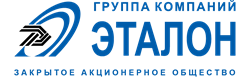 ГРУППА КОМПАНИЙ
ЭТАЛОН
ЗАКРЫТОЕ АКЦИОНЕРНОЕ ОБЩЕСТВО